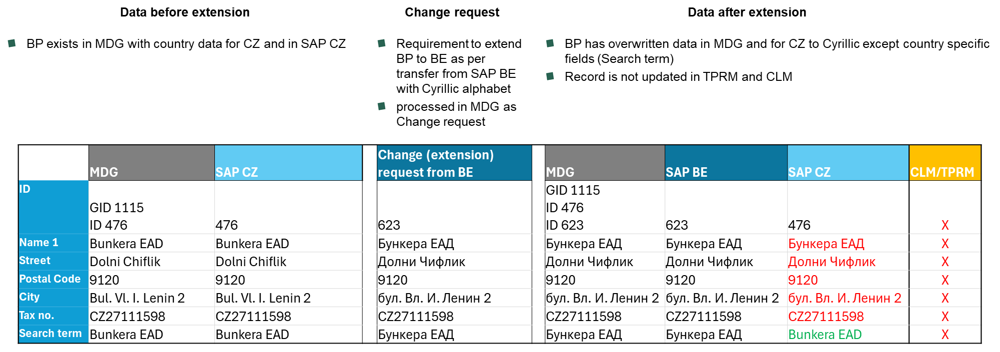 Data before extension
BP exists in MDG with country data for CZ and in SAP CZ
Change request
Requirement to extend
BP to BE as per
transfer from SAP BE
with Cyrillic alphabet
processed in MDG as
Change request
Data after extension
BP has overwritten data in MDG and for CZ to Cyrillic except country specific
fields (Search term)
Record is not updated in TPRM and CLM
MDG SAP CZ Change (extension)
request from BE MDG SAP BE SAP CZ CLM/TPRM
ID
GID 1115
ID 476 476 623
GID 1115
ID 476
ID 623 623 476 X
Name 1 Bunkera EAD Bunkera EAD Бункера ЕАД Бункера ЕАД Бункера ЕАД Бункера ЕАД X
Street Dolni Chiflik Dolni Chiflik Долни Чифлик Долни Чифлик Долни Чифлик Долни Чифлик X
Postal Code 9120 9120 9120 9120 9120 9120 X
City Bul. Vl. I. Lenin 2 Bul. Vl. I. Lenin 2 бул. Вл. И. Ленин 2 бул. Вл. И. Ленин 2 бул. Вл. И. Ленин 2 бул. Вл. И. Ленин 2 X
Tax no. CZ27111598 CZ27111598 CZ27111598 CZ27111598 CZ27111598 CZ27111598 X
Search term Bunkera EAD Bunkera EAD Бункера ЕАД Бункера ЕАД Бункера ЕАД Bunkera EAD X